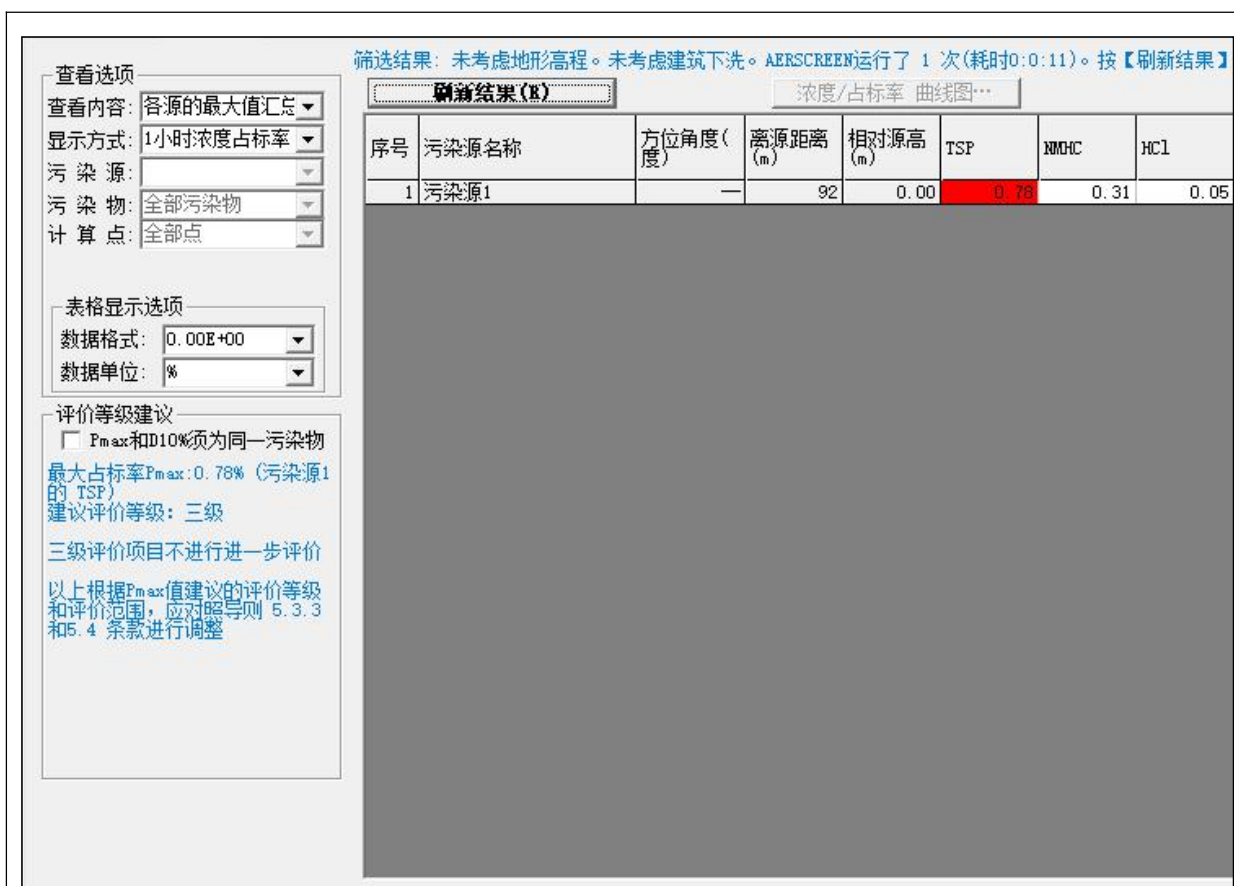 筛选结果: 未考虑地形高程。未考虑建筑下洗。AERSCREEN运行了 1 次(耗时0:0:11)。按【刷新结果】
查看选项
查看内容: 各源的最大值汇总
显示方式: 1小时浓度占标率
污 染 源:
污 染 物: 全部污染物
计 算 点: 全部点
表格显示选项
数据格式: 0.00E+00
数据单位: %
评价等级建议
Pmax和D10%须为同一污染物
最大占标率Pmax:0.78% (污染源1
的 TSP)
建议评价等级: 三级
三级评价项目不进行进一步评价
以上根据Pmax值建议的评价等级
和评价范围，应对照导则 5.3.3
和5.4 条款进行调整
刷新结果(R) 浓度/占标率 曲线图…
序号 污染源名称 方位角度(度) 离源距离(m) 相对源高(m) TSP NMHC HCl
1 污染源1 — 92 0.00 0.78 0.31 0.05